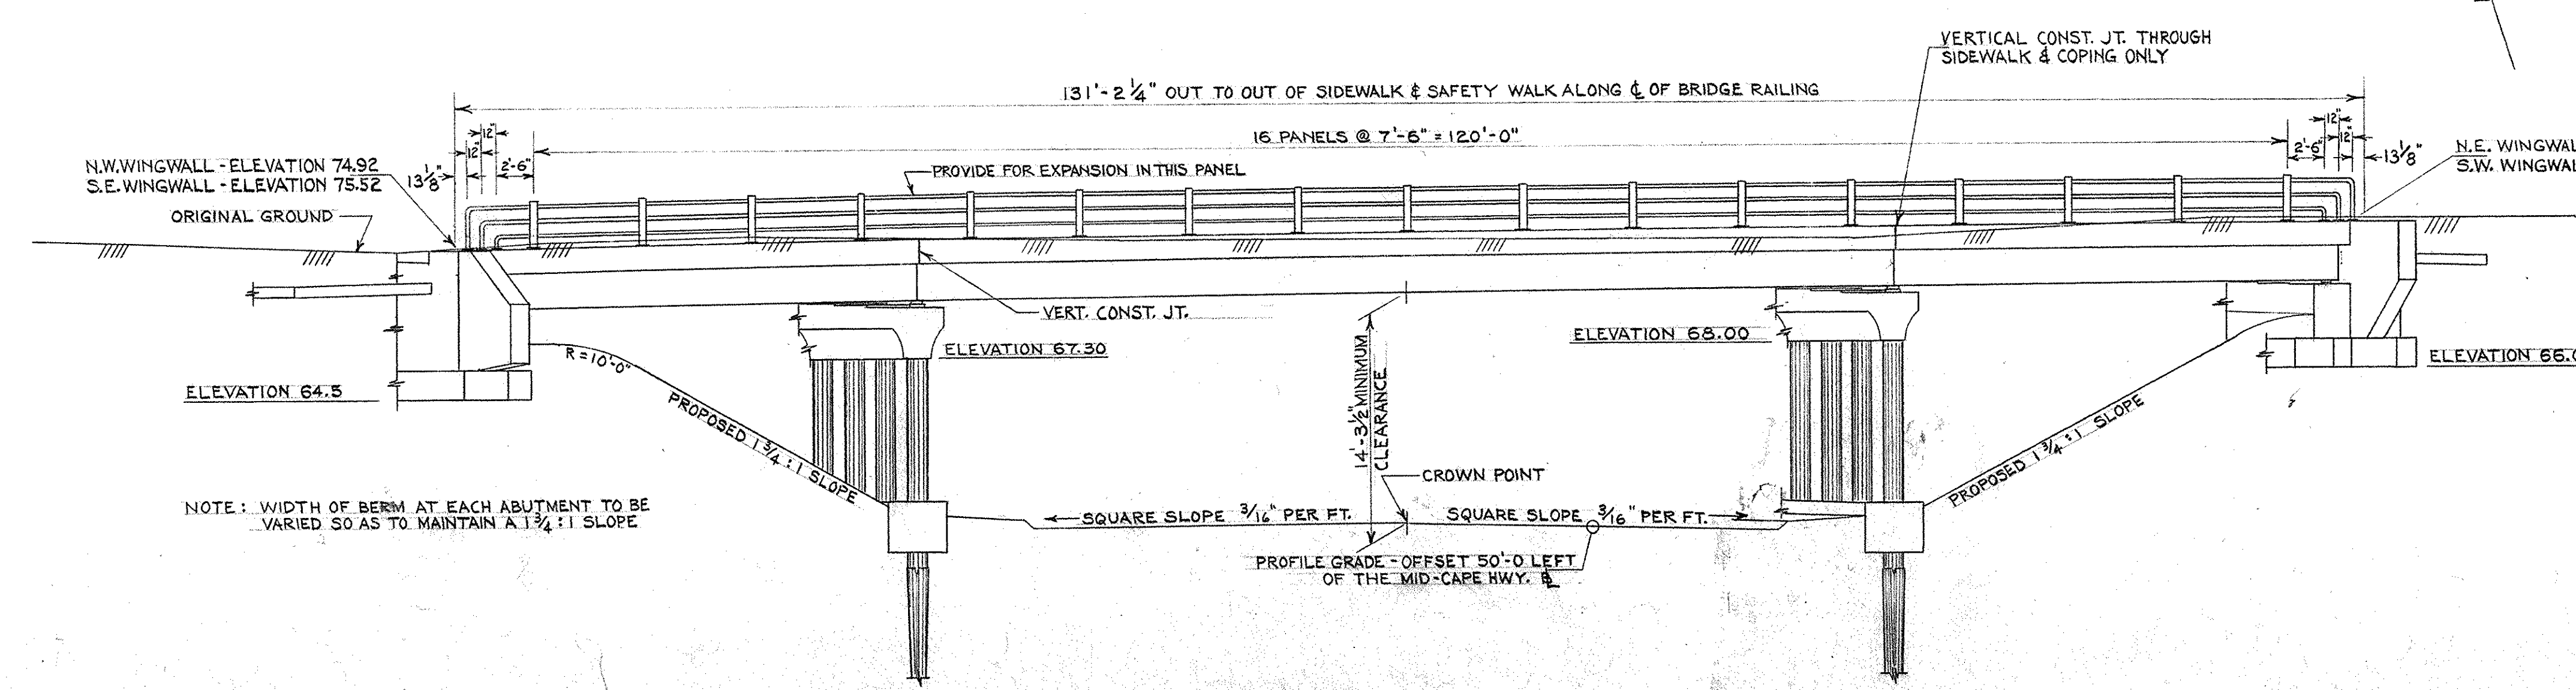 VERTICAL CONST. JT. THROUGH
SIDEWALK & COPING ONLY
131'-2 1/4" OUT TO OUT OF SIDEWALK & SAFETY WALK ALONG ℄ OF BRIDGE RAILING
16 PANELS @ 7'-6" = 120'-0"
12"
12"
2'-6"
13 1/8"
12"
12"
2'-6"
13 1/8"
N.W. WINGWALL - ELEVATION 74.92
S.E. WINGWALL - ELEVATION 75.52
N.E. WINGWAL
S.W. WINGWAL
PROVIDE FOR EXPANSION IN THIS PANEL
ORIGINAL GROUND
VERT. CONST. JT.
ELEVATION 67.30
ELEVATION 68.00
ELEVATION 64.5
ELEVATION 66.
R = 10'-0"
PROPOSED 1 3/4 : 1 SLOPE
14'-3 1/2" MINIMUM
CLEARANCE
PROPOSED 1 3/4 : 1 SLOPE
CROWN POINT
SQUARE SLOPE 3/16" PER FT.
SQUARE SLOPE 3/16" PER FT.
NOTE: WIDTH OF BERM AT EACH ABUTMENT TO BE
VARIED SO AS TO MAINTAIN A 1 3/4 : 1 SLOPE
PROFILE GRADE - OFFSET 50'-0 LEFT
OF THE MID-CAPE HWY. BL